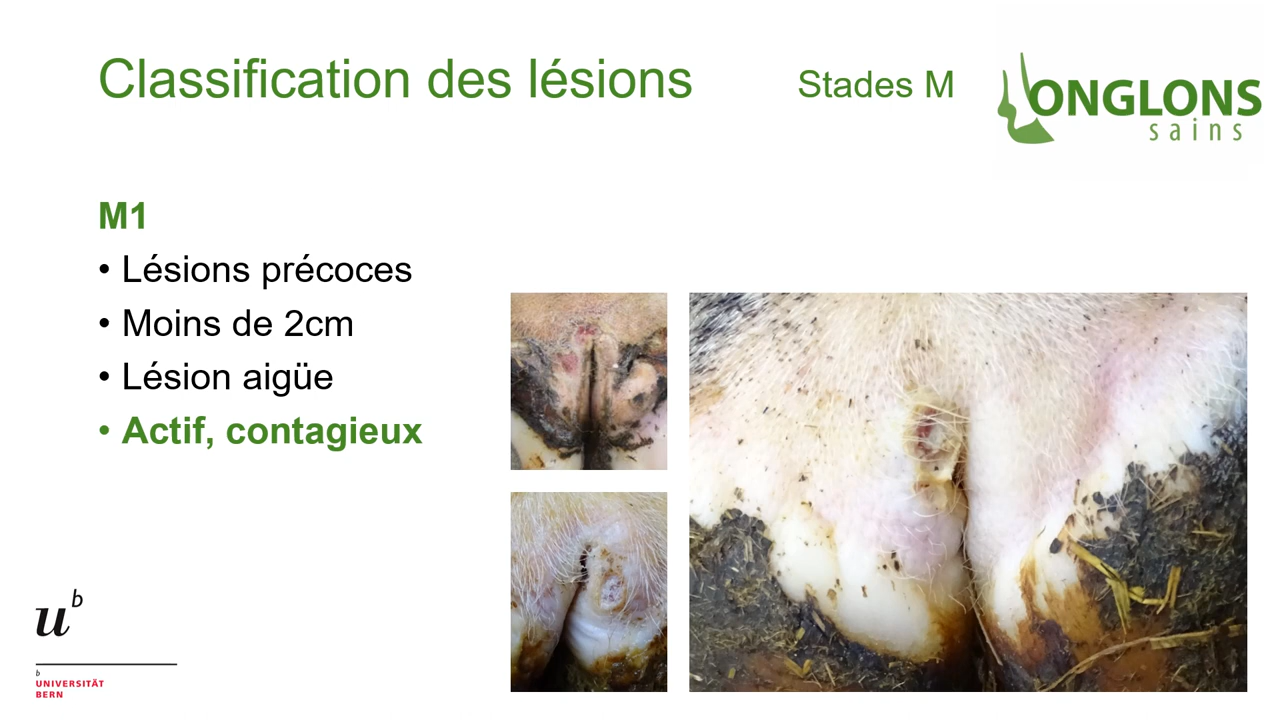 Classification des lésions
Stades M
ONGLONS
sains
M1
• Lésions précoces
• Moins de 2cm
• Lésion aigüe
• Actif, contagieux
u b
b
UNIVERSITÄT
BERN